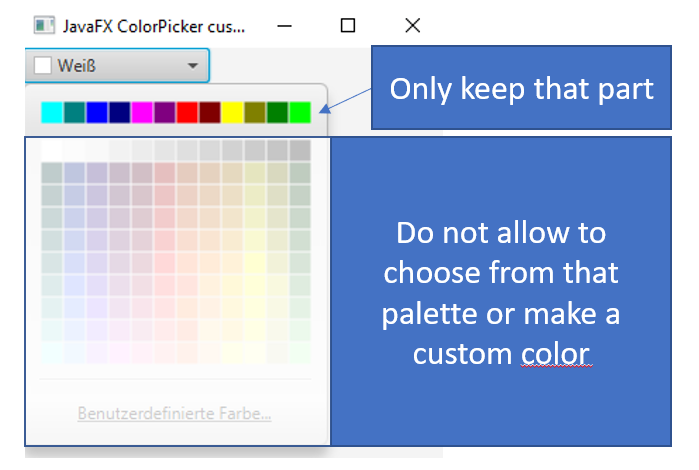 JavaFX ColorPicker cus...
Weiß
Only keep that part
Do not allow to
choose from that
palette or make a
custom color
Benutzerdefinierte Farbe...